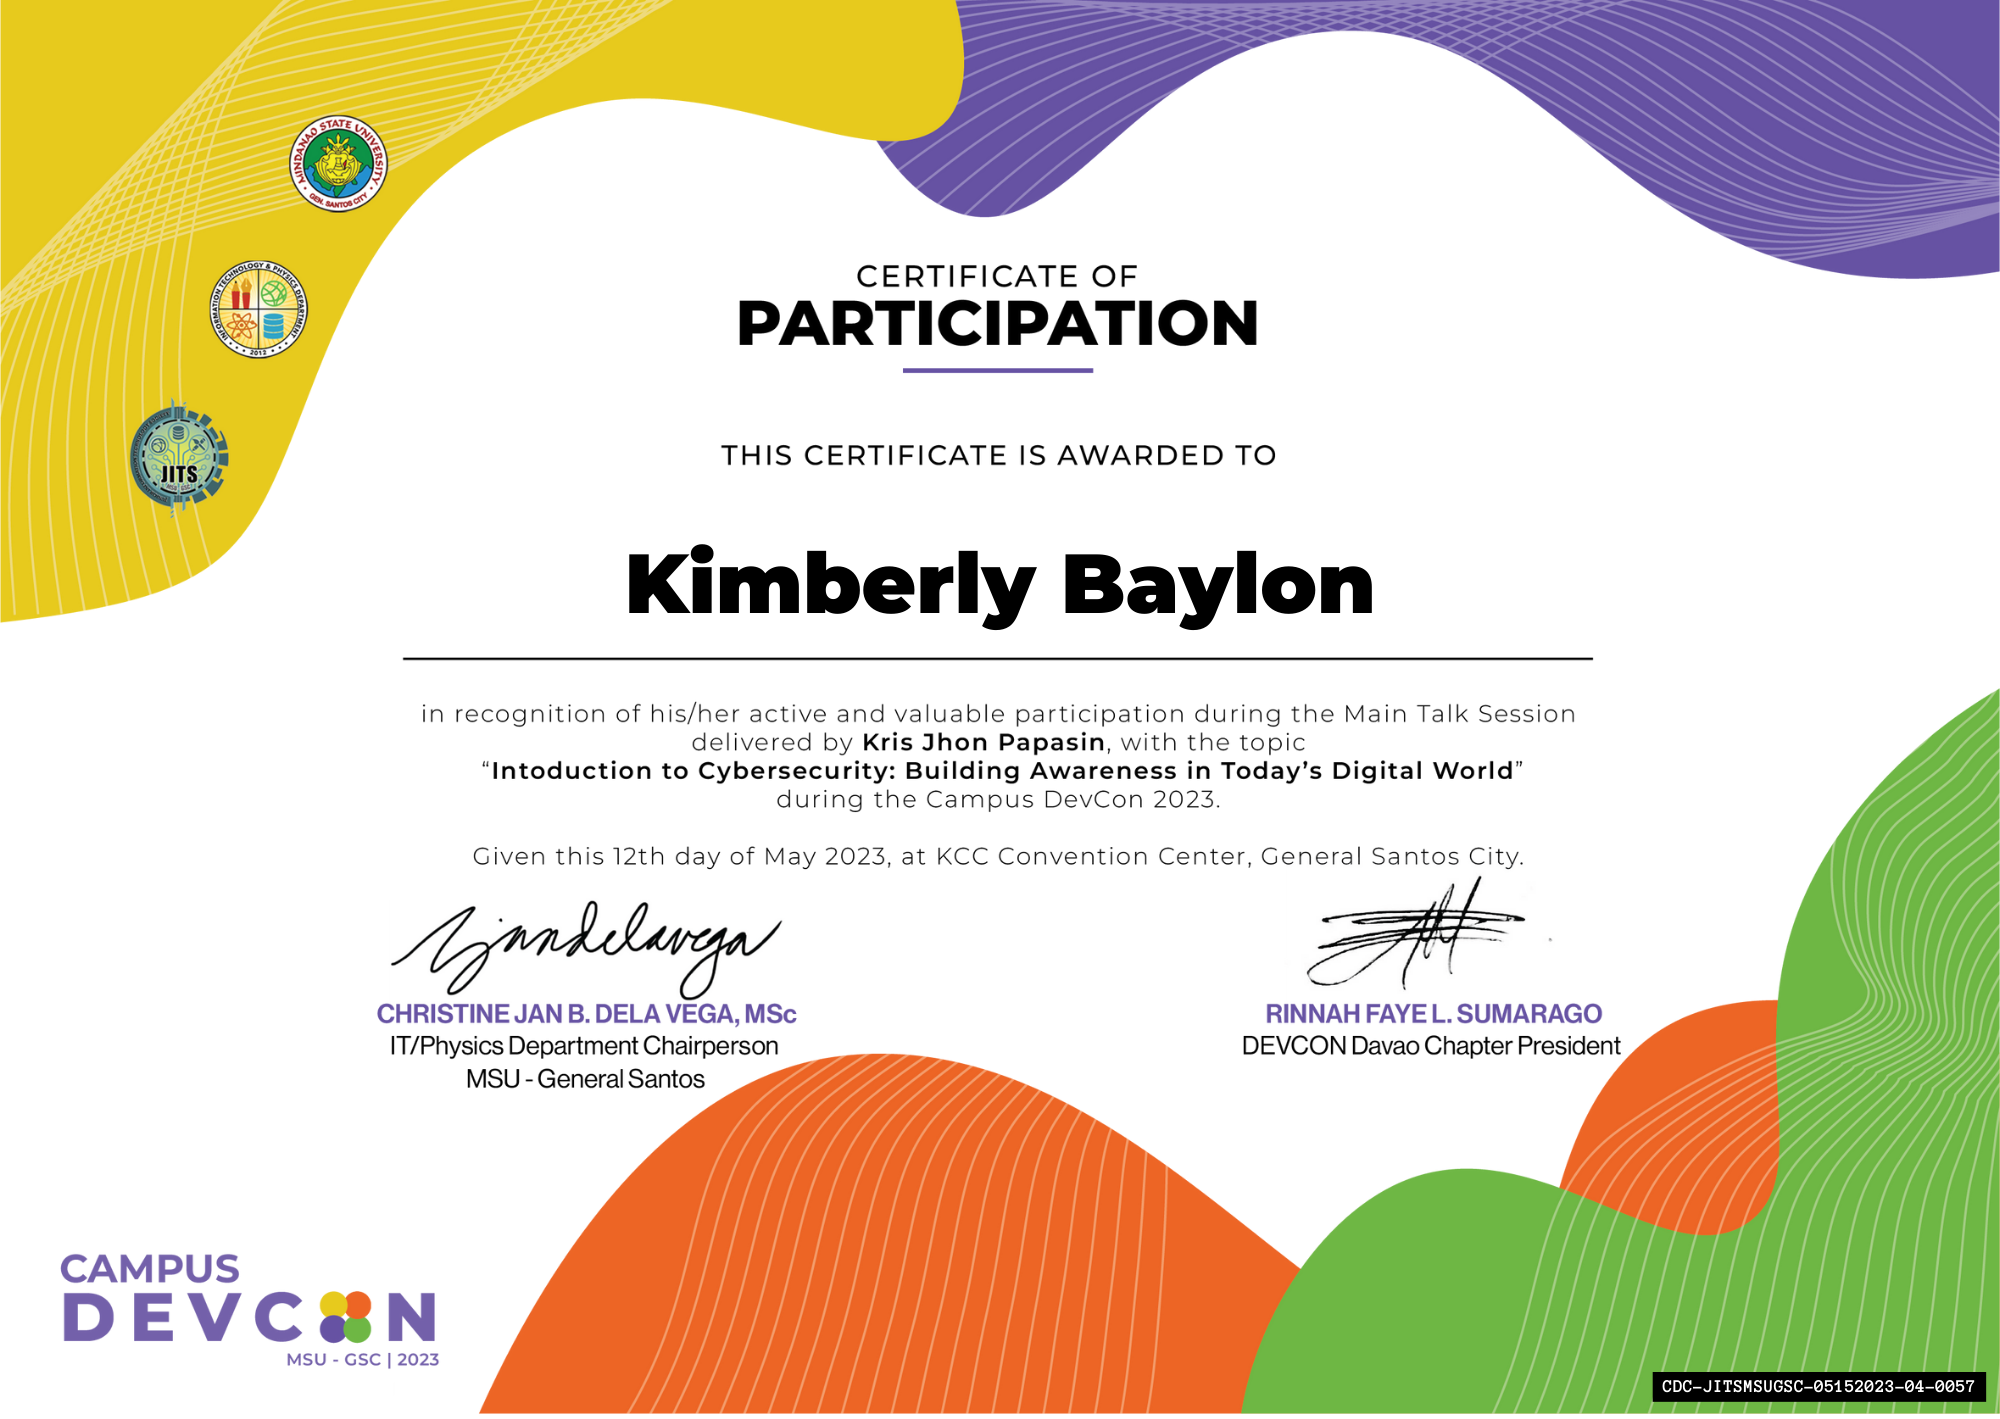 MINDANAO STATE UNIVERSITY
GEN. SANTOS CITY
INFORMATION TECHNOLOGY & PHYSICS DEPARTMENT
2012
JITS
CERTIFICATE OF
PARTICIPATION
THIS CERTIFICATE IS AWARDED TO
Kimberly Baylon
in recognition of his/her active and valuable participation during the Main Talk Session
delivered by Kris Jhon Papasin, with the topic
“Intoduction to Cybersecurity: Building Awareness in Today’s Digital World”
during the Campus DevCon 2023.
Given this 12th day of May 2023, at KCC Convention Center, General Santos City.
CHRISTINE JAN B. DELA VEGA, MSc
IT/Physics Department Chairperson
MSU - General Santos
RINNAH FAYE L. SUMARAGO
DEVCON Davao Chapter President
CAMPUS
DEVCON
MSU - GSC | 2023
CDC-JITSMSUGSC-05152023-04-0057